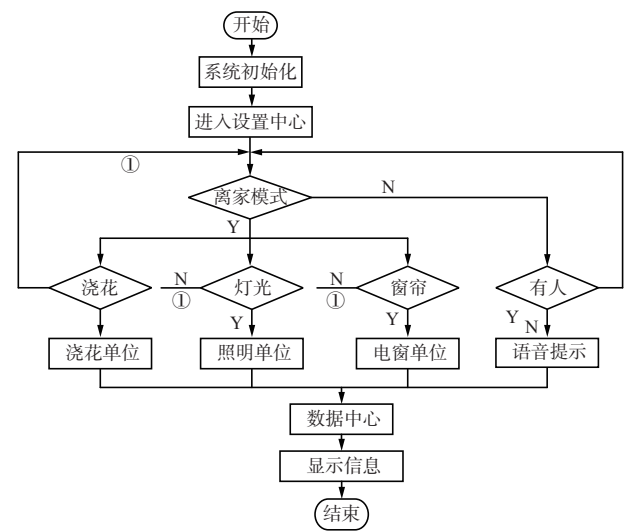 开始
系统初始化
进入设置中心
①
离家模式
N
Y
浇花
N
①
灯光
N
①
窗帘
有人
Y
Y
Y
N
浇花单位
照明单位
电窗单位
语音提示
数据中心
显示信息
结束